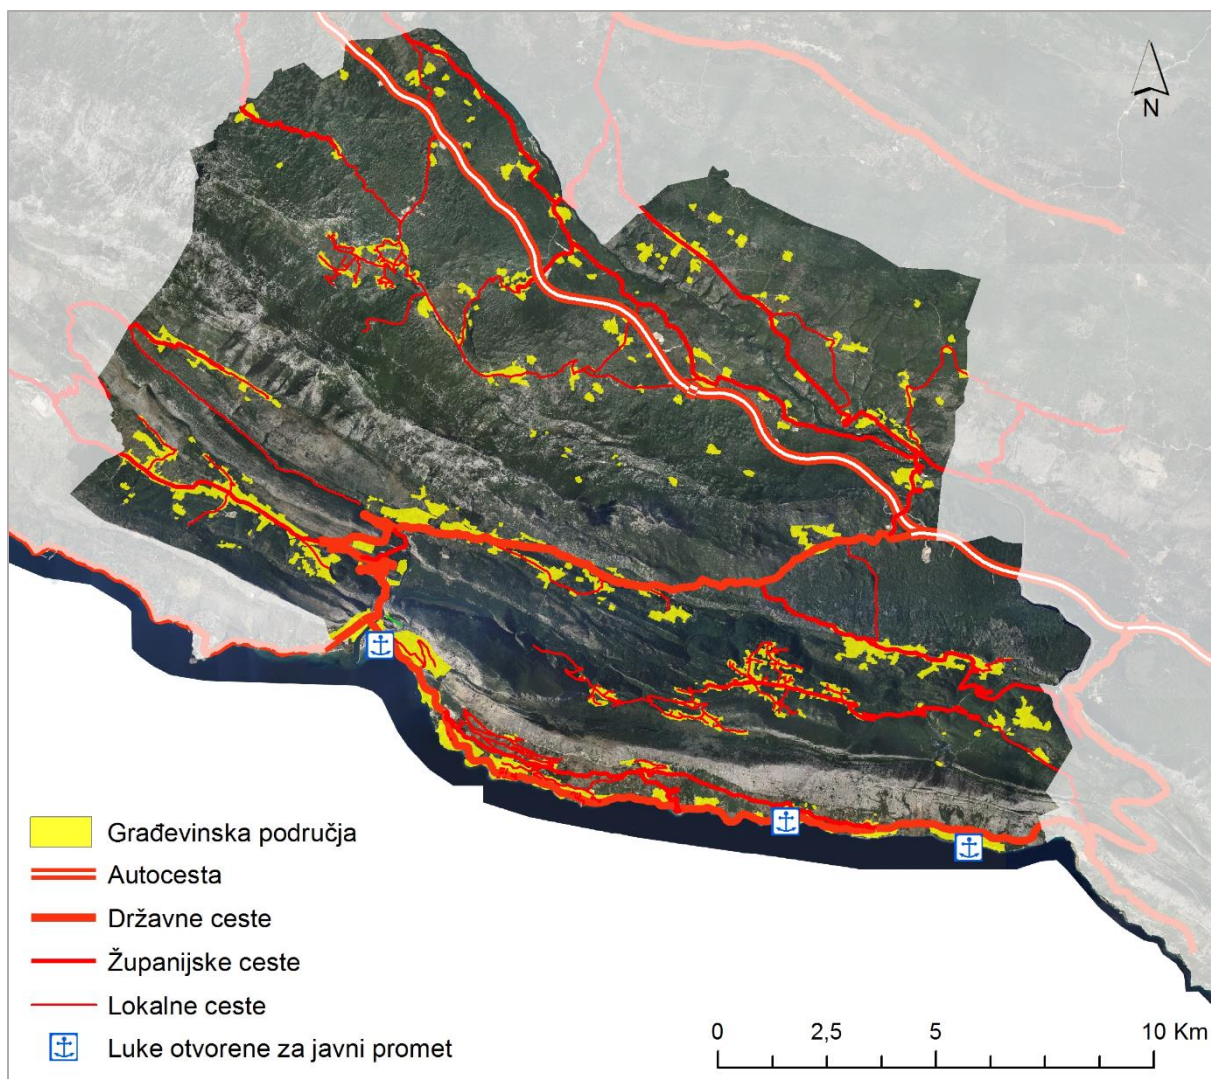 N
Građevinska područja
Autocesta
Državne ceste
Županijske ceste
Lokalne ceste
Luke otvorene za javni promet
0 2,5 5 10 Km